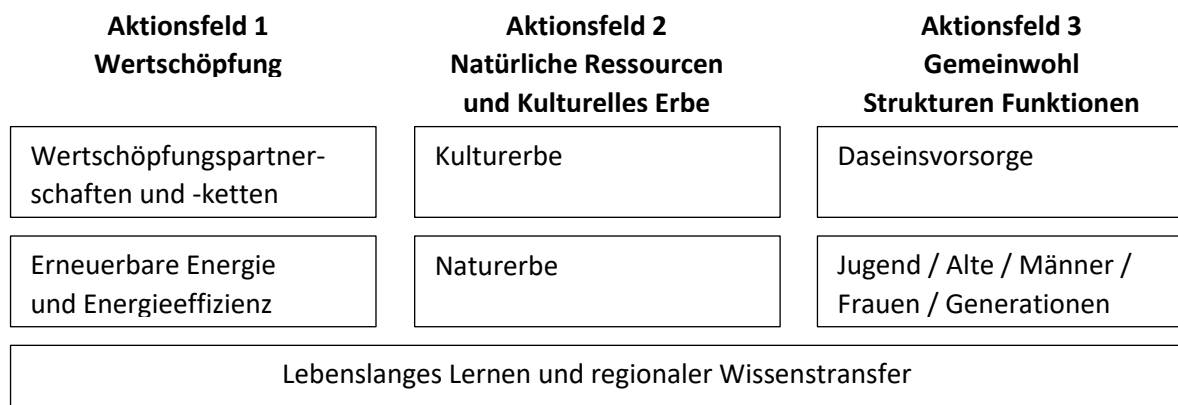 Aktionsfeld 1
Wertschöpfung
Aktionsfeld 2
Natürliche Ressourcen
und Kulturelles Erbe
Aktionsfeld 3
Gemeinwohl
Strukturen Funktionen
Wertschöpfungspartner-
schaften und -ketten
Kulturerbe
Daseinsvorsorge
Erneuerbare Energie
und Energieeffizienz
Naturerbe
Jugend / Alte / Männer /
Frauen / Generationen
Lebenslanges Lernen und regionaler Wissenstransfer